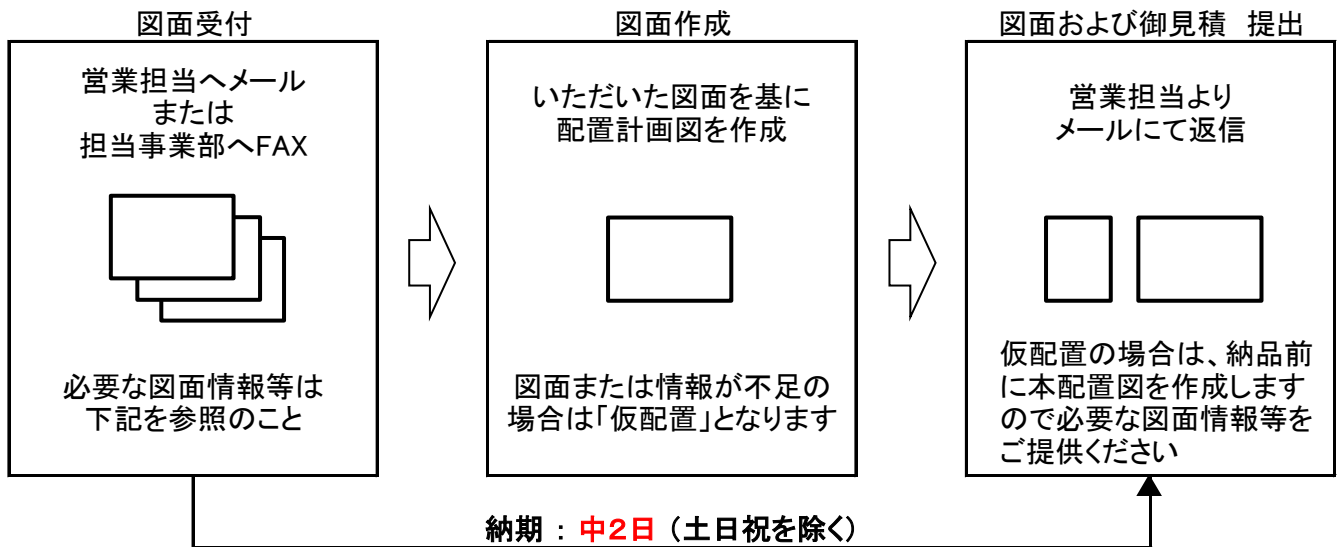 図面受付
営業担当へメール
または
担当事業部へFAX
必要な図面情報等は
下記を参照のこと
図面作成
いただいた図面を基に
配置計画図を作成
図面または情報が不足の
場合は「仮配置」となります
図面および御見積　提出
営業担当より
メールにて返信
仮配置の場合は、納品前
に本配置図を作成します
ので必要な図面情報等を
ご提供ください
納期 : 中2日 (土日祝を除く)